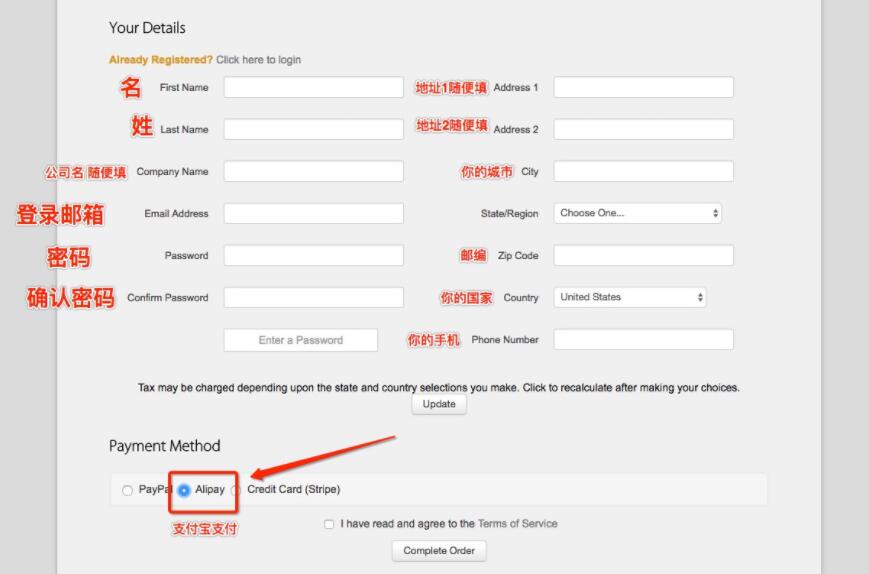 Your Details
Already Registered? Click here to login
名 First Name
地址1随便填 Address 1
姓 Last Name
地址2随便填 Address 2
公司名 随便填 Company Name
你的城市 City
登录邮箱 Email Address
State/Region Choose One...
密码 Password
邮编 Zip Code
确认密码 Confirm Password
你的国家 Country United States
Enter a Password
你的手机 Phone Number
Tax may be charged depending upon the state and country selections you make. Click to recalculate after making your choices.
Update
Payment Method
PayPal Alipay Credit Card (Stripe)
支付宝支付
I have read and agree to the Terms of Service
Complete Order